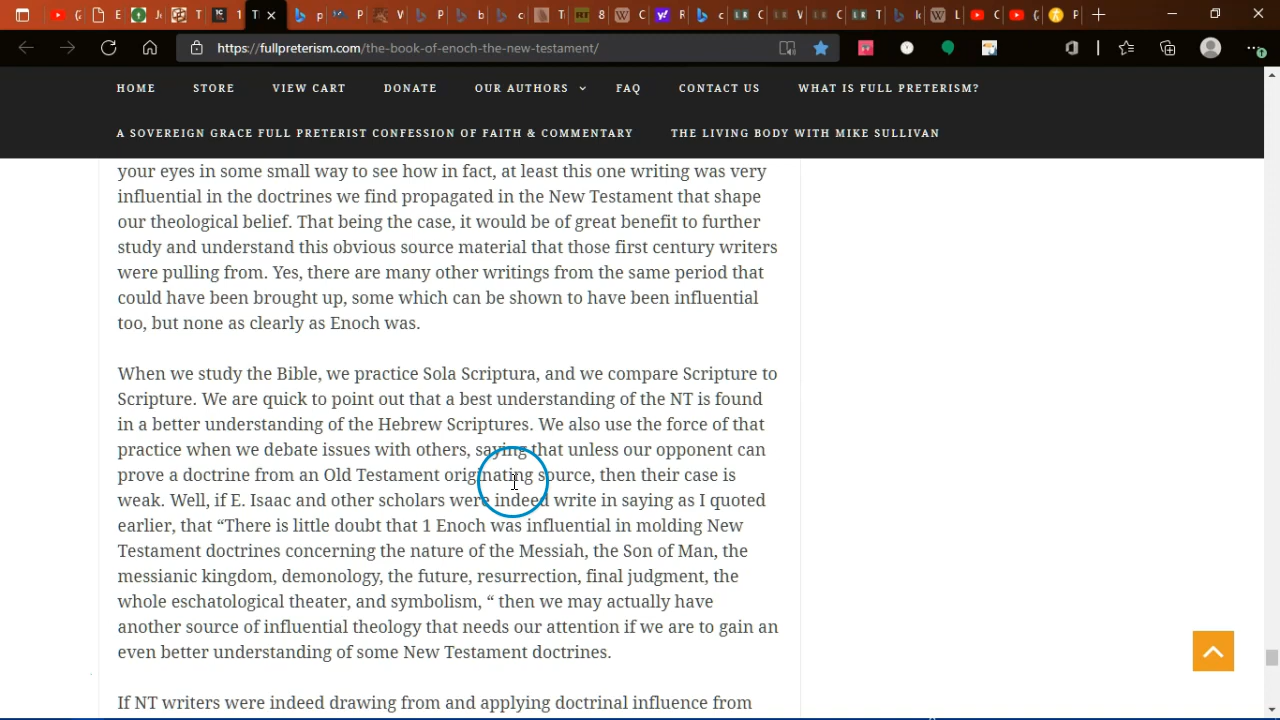 https://fullpreterism.com/the-book-of-enoch-the-new-testament/
HOME STORE VIEW CART DONATE OUR AUTHORS FAQ CONTACT US WHAT IS FULL PRETERISM?
A SOVEREIGN GRACE FULL PRETERIST CONFESSION OF FAITH & COMMENTARY THE LIVING BODY WITH MIKE SULLIVAN
your eyes in some small way to see how in fact, at least this one writing was very
influential in the doctrines we find propagated in the New Testament that shape
our theological belief. That being the case, it would be of great benefit to further
study and understand this obvious source material that those first century writers
were pulling from. Yes, there are many other writings from the same period that
could have been brought up, some which can be shown to have been influential
too, but none as clearly as Enoch was.
When we study the Bible, we practice Sola Scriptura, and we compare Scripture to
Scripture. We are quick to point out that a best understanding of the NT is found
in a better understanding of the Hebrew Scriptures. We also use the force of that
practice when we debate issues with others, saying that unless our opponent can
prove a doctrine from an Old Testament originating source, then their case is
weak. Well, if E. Isaac and other scholars were indeed write in saying as I quoted
earlier, that “There is little doubt that 1 Enoch was influential in molding New
Testament doctrines concerning the nature of the Messiah, the Son of Man, the
messianic kingdom, demonology, the future, resurrection, final judgment, the
whole eschatological theater, and symbolism, “ then we may actually have
another source of influential theology that needs our attention if we are to gain an
even better understanding of some New Testament doctrines.
If NT writers were indeed drawing from and applying doctrinal influence from